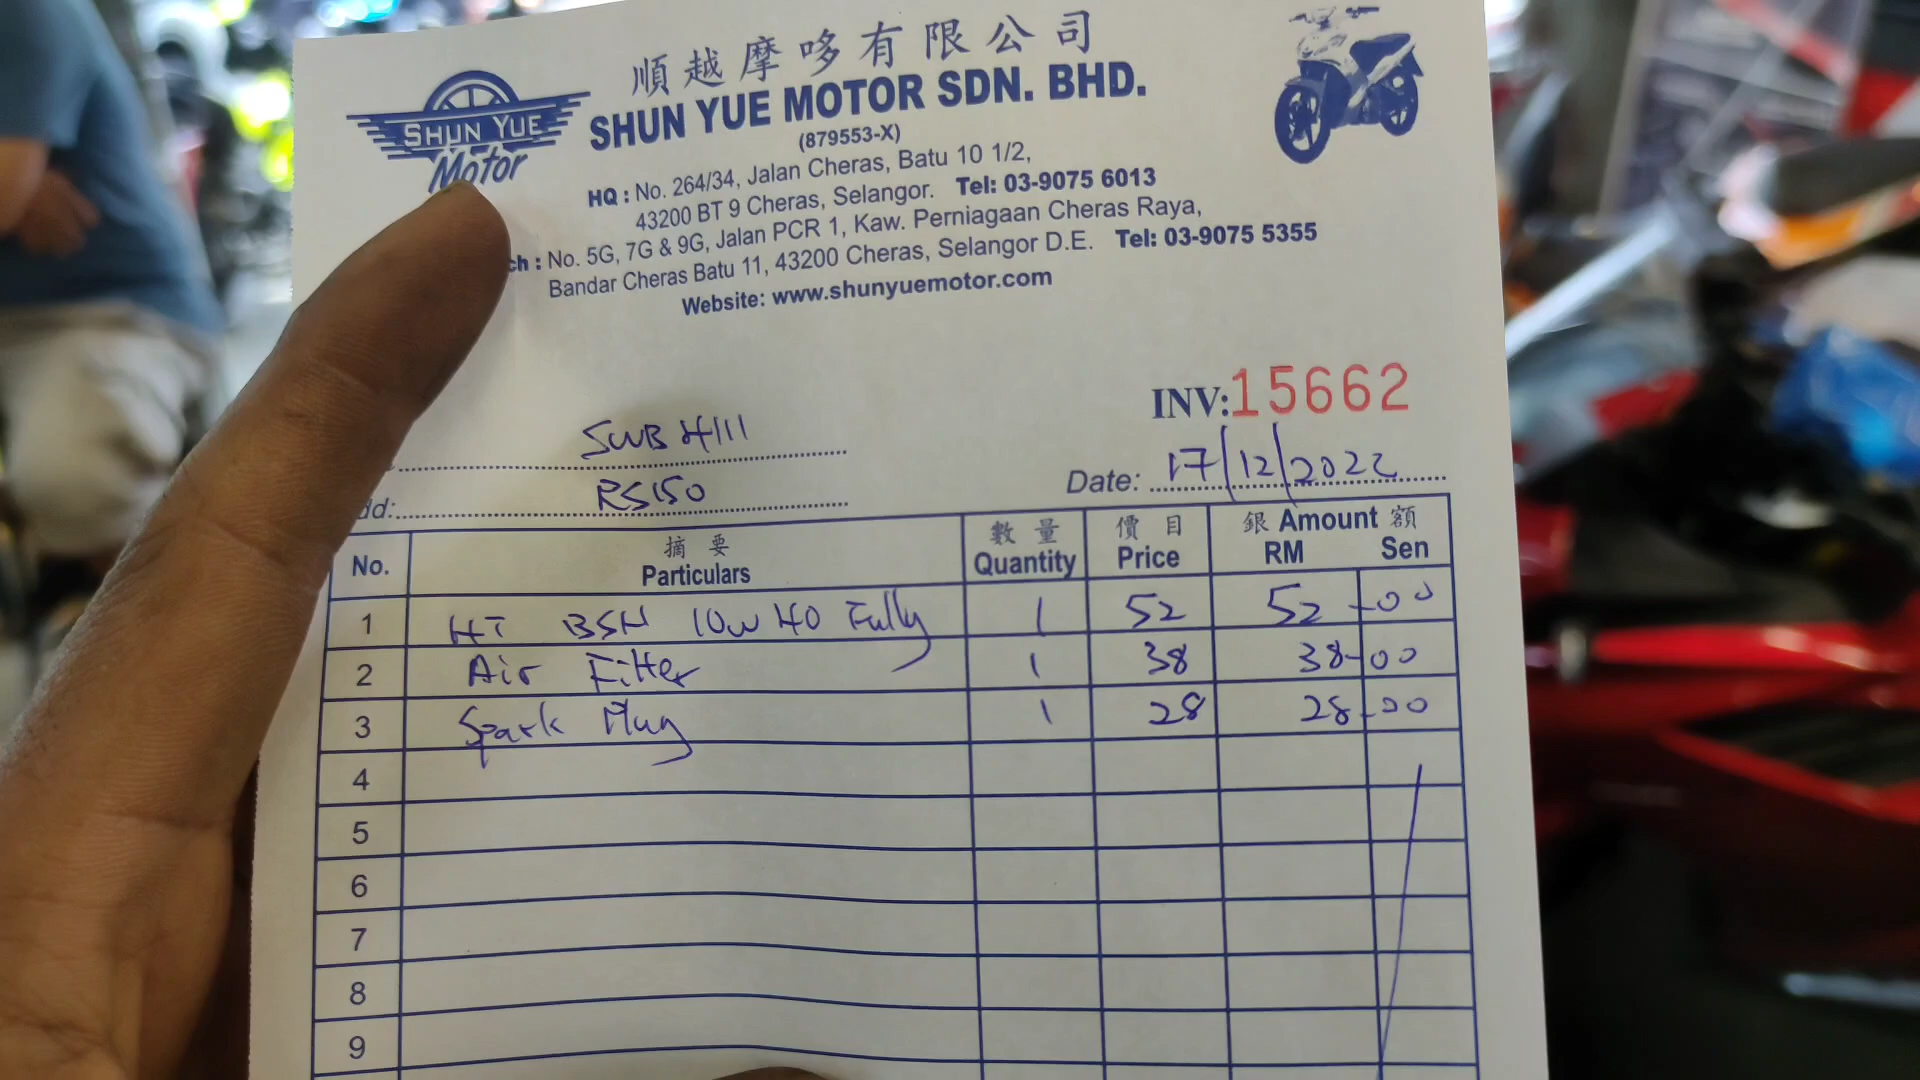 順越摩哆有限公司
SHUN YUE
Motor
SHUN YUE MOTOR SDN. BHD.
(879553-X)
HQ : No. 264/34, Jalan Cheras, Batu 10 1/2,
43200 BT 9 Cheras, Selangor. Tel: 03-9075 6013
ch : No. 5G, 7G & 9G, Jalan PCR 1, Kaw. Perniagaan Cheras Raya,
Bandar Cheras Batu 11, 43200 Cheras, Selangor D.E. Tel: 03-9075 5355
Website: www.shunyuemotor.com
INV: 15662
SWB 4111
dd: RS150
Date: 17/12/2022
No. 摘要 Particulars 數量 Quantity 價目 Price 銀 Amount 額 RM Sen
1 HT BSH 10W40 Fully 1 52 52-00
2 Air Filter 1 38 38-00
3 Spark Plug 1 28 28-00
4
5
6
7
8
9